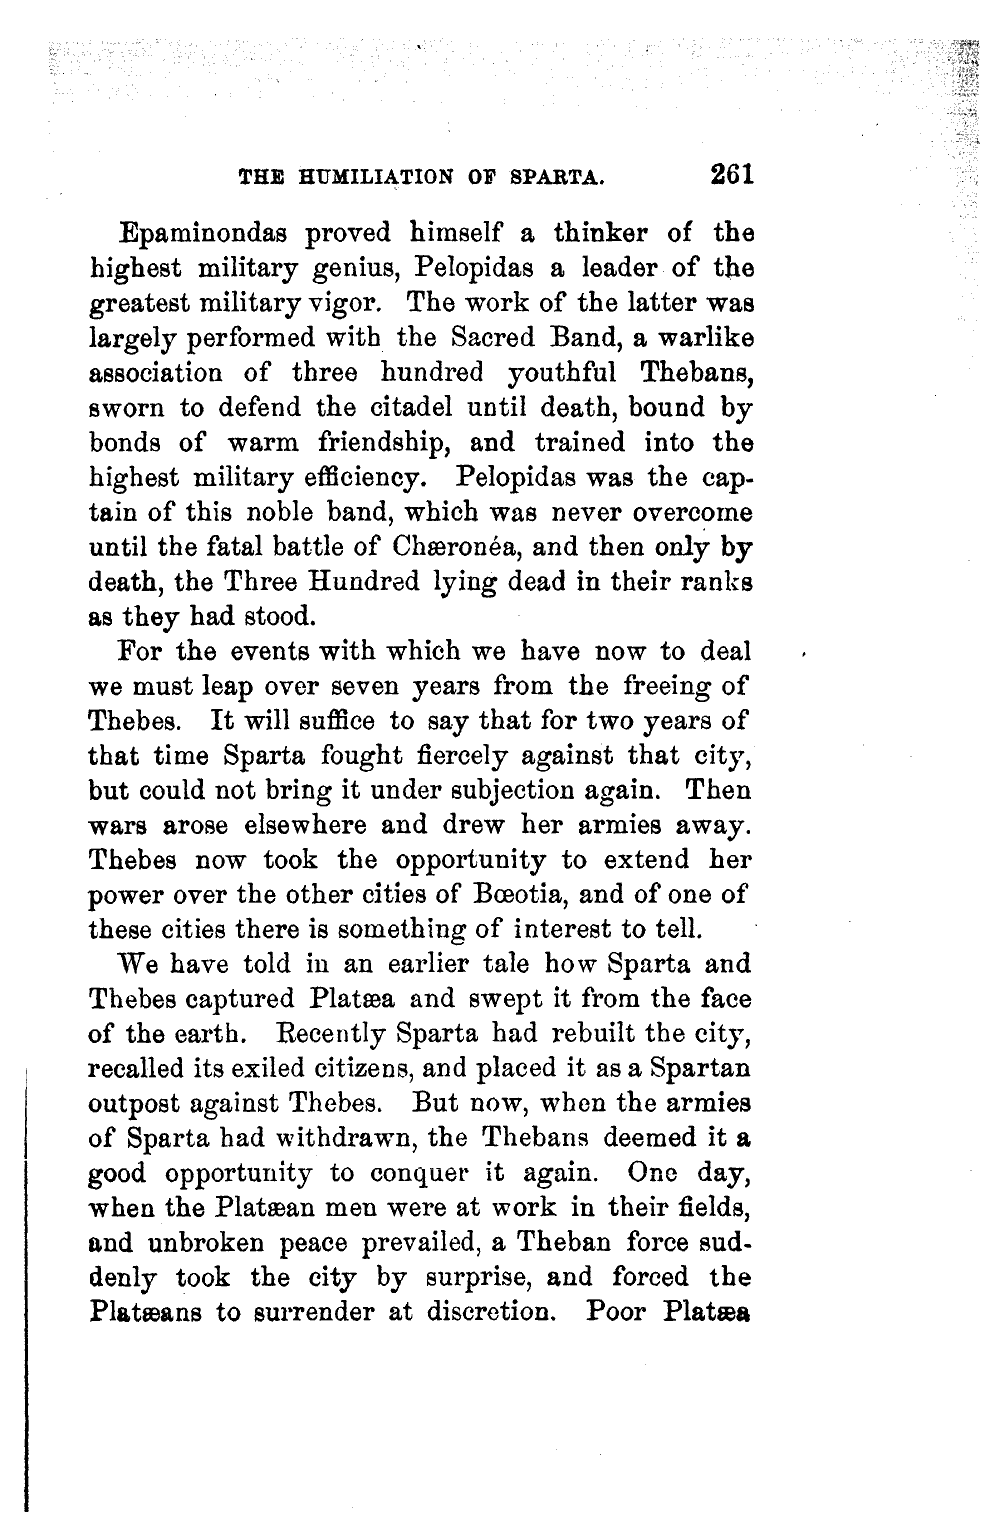 THE HUMILIATION OF SPARTA. 261
Epaminondas proved himself a thinker of the
highest military genius, Pelopidas a leader of the
greatest military vigor. The work of the latter was
largely performed with the Sacred Band, a warlike
association of three hundred youthful Thebans,
sworn to defend the citadel until death, bound by
bonds of warm friendship, and trained into the
highest military efficiency. Pelopidas was the cap-
tain of this noble band, which was never overcome
until the fatal battle of Chæronéa, and then only by
death, the Three Hundred lying dead in their ranks
as they had stood.
For the events with which we have now to deal
we must leap over seven years from the freeing of
Thebes. It will suffice to say that for two years of
that time Sparta fought fiercely against that city,
but could not bring it under subjection again. Then
wars arose elsewhere and drew her armies away.
Thebes now took the opportunity to extend her
power over the other cities of Bœotia, and of one of
these cities there is something of interest to tell.
We have told in an earlier tale how Sparta and
Thebes captured Platæa and swept it from the face
of the earth. Recently Sparta had rebuilt the city,
recalled its exiled citizens, and placed it as a Spartan
outpost against Thebes. But now, when the armies
of Sparta had withdrawn, the Thebans deemed it a
good opportunity to conquer it again. One day,
when the Platæan men were at work in their fields,
and unbroken peace prevailed, a Theban force sud-
denly took the city by surprise, and forced the
Platæans to surrender at discretion. Poor Platæa